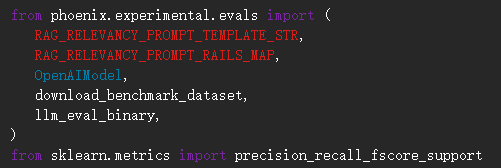 from phoenix.experimental.evals import (
    RAG_RELEVANCY_PROMPT_TEMPLATE_STR,
    RAG_RELEVANCY_PROMPT_RAILS_MAP,
    OpenAIModel,
    download_benchmark_dataset,
    llm_eval_binary,
)
from sklearn.metrics import precision_recall_fscore_support